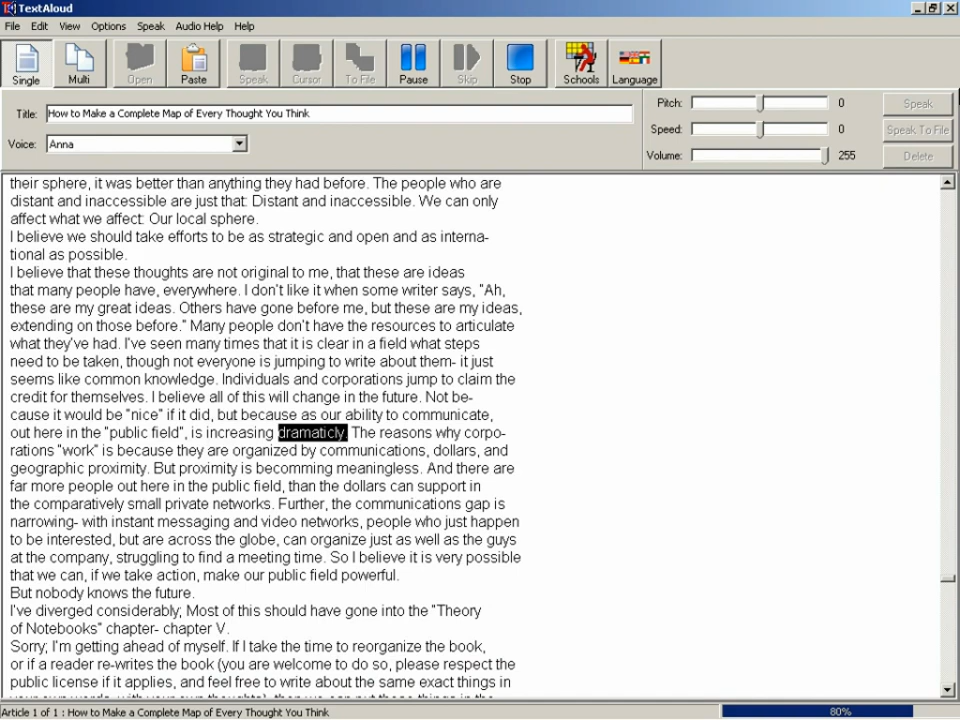 TextAloud
File Edit View Options Speak Audio Help Help
Single Multi Open Paste Speak Cursor To File Pause Skip Stop Schools Language
Title: How to Make a Complete Map of Every Thought You Think
Voice: Anna
Pitch: 0 Speak
Speed: 0 Speak To File
Volume: 255 Delete
their sphere, it was better than anything they had before. The people who are
distant and inaccessible are just that: Distant and inaccessible. We can only
affect what we affect: Our local sphere.
I believe we should take efforts to be as strategic and open and as interna-
tional as possible.
I believe that these thoughts are not original to me, that these are ideas
that many people have, everywhere. I don't like it when some writer says, "Ah,
these are my great ideas. Others have gone before me, but these are my ideas,
extending on those before." Many people don't have the resources to articulate
what they've had. I've seen many times that it is clear in a field what steps
need to be taken, though not everyone is jumping to write about them- it just
seems like common knowledge. Individuals and corporations jump to claim the
credit for themselves. I believe all of this will change in the future. Not be-
cause it would be "nice" if it did, but because as our ability to communicate,
out here in the "public field", is increasing dramaticly. The reasons why corpo-
rations "work" is because they are organized by communications, dollars, and
geographic proximity. But proximity is becomming meaningless. And there are
far more people out here in the public field, than the dollars can support in
the comparatively small private networks. Further, the communications gap is
narrowing- with instant messaging and video networks, people who just happen
to be interested, but are across the globe, can organize just as well as the guys
at the company, struggling to find a meeting time. So I believe it is very possible
that we can, if we take action, make our public field powerful.
But nobody knows the future.
I've diverged considerably; Most of this should have gone into the "Theory
of Notebooks" chapter- chapter V.
Sorry; I'm getting ahead of myself. If I take the time to reorganize the book,
or if a reader re-writes the book (you are welcome to do so, please respect the
public license if it applies, and feel free to write about the same exact things in
your own words, with your own thoughts), then we can put these things in the
Article 1 of 1 : How to Make a Complete Map of Every Thought You Think
80%